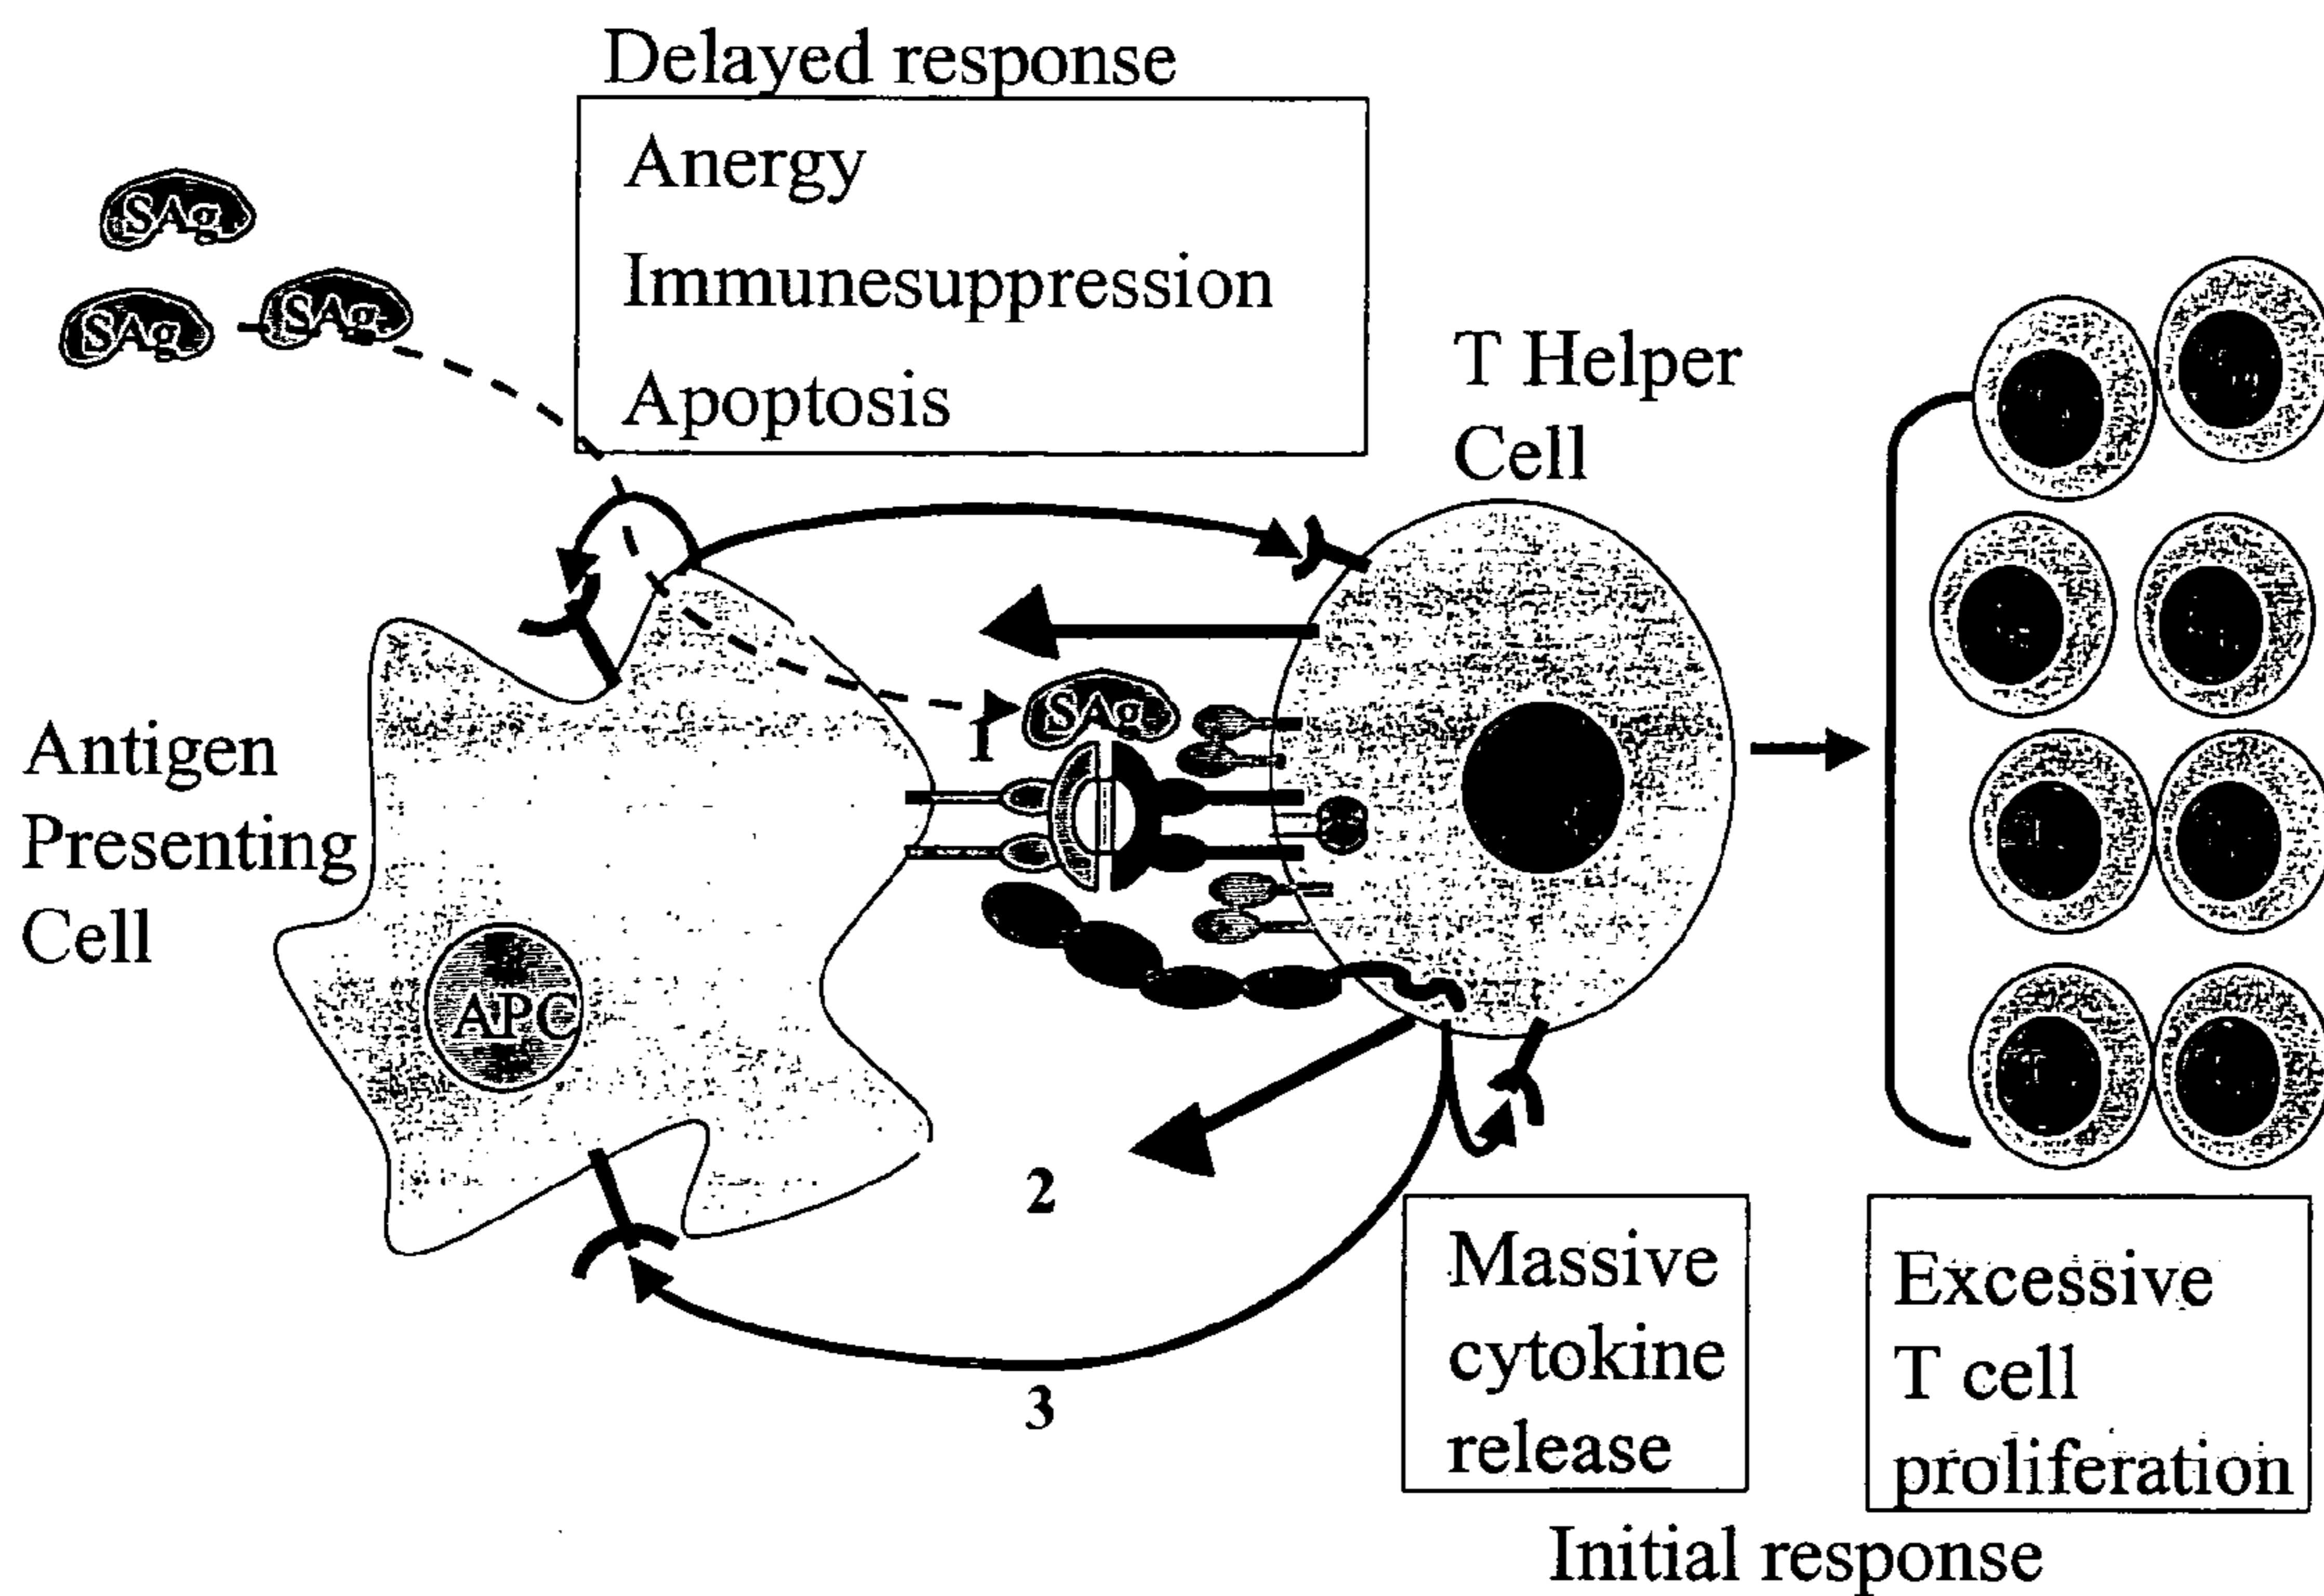 Delayed response
Anergy
Immunesuppression
Apoptosis
SAg
SAg
SAg
T Helper
Cell
SAg
1
Antigen
Presenting
Cell
APC
2
3
Massive
cytokine
release
Excessive
T cell
proliferation
Initial response